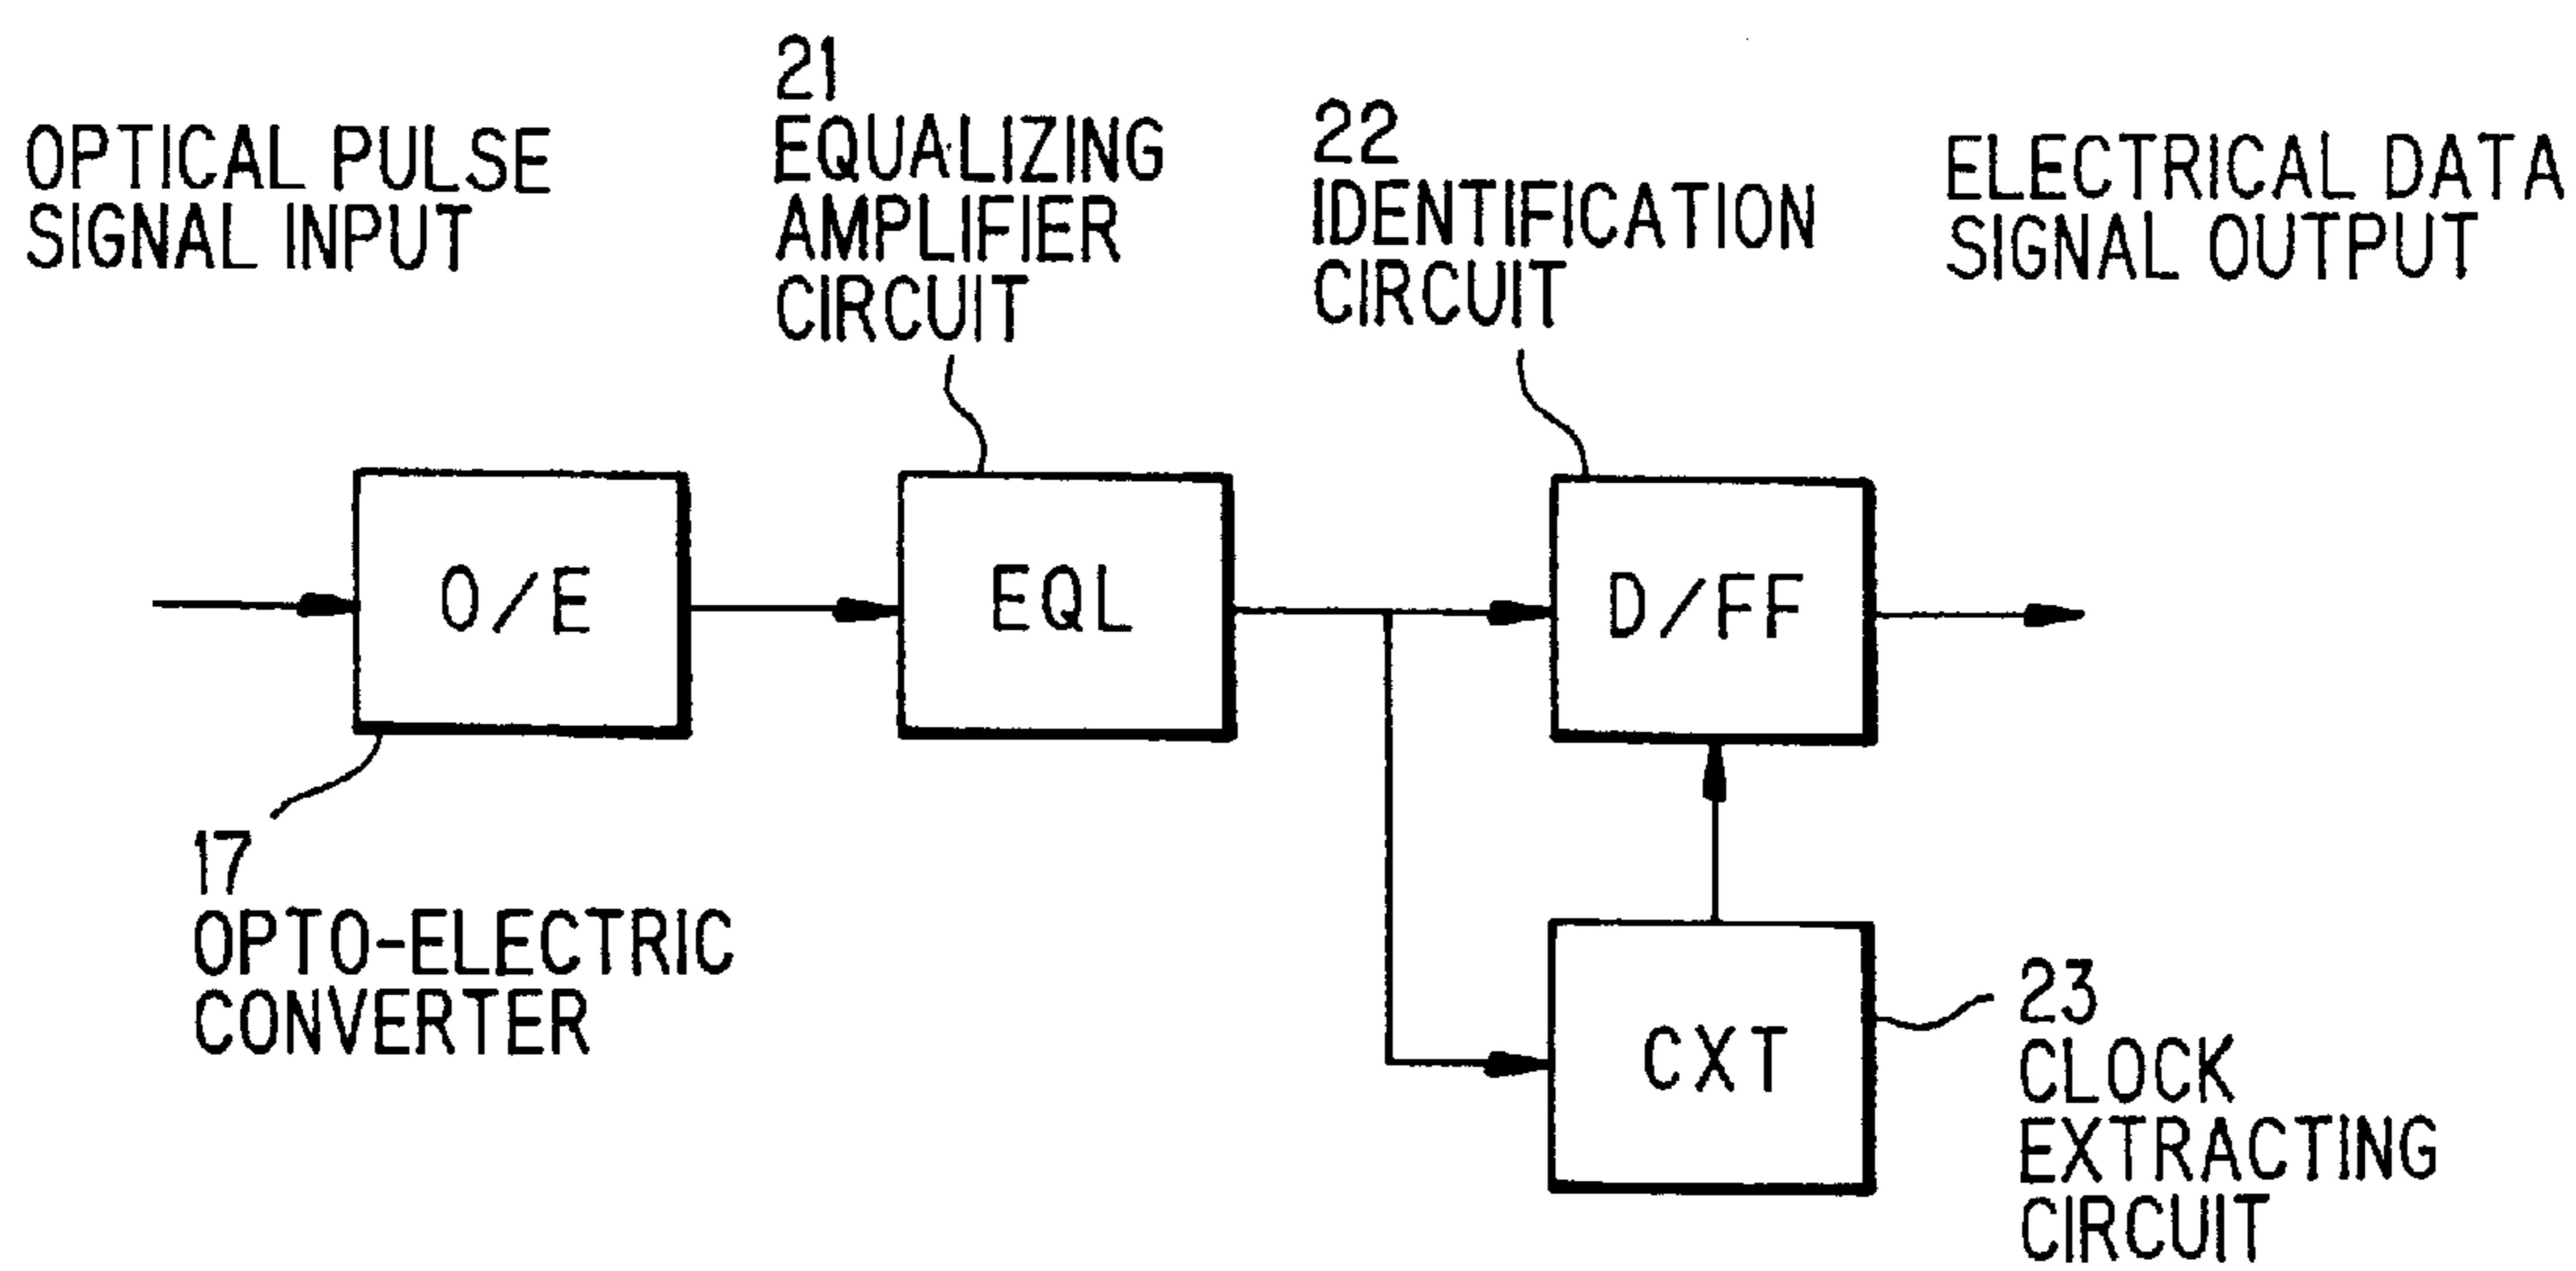 OPTICAL PULSE
SIGNAL INPUT
21
EQUALIZING
AMPLIFIER
CIRCUIT
22
IDENTIFICATION
CIRCUIT
ELECTRICAL DATA
SIGNAL OUTPUT
O/E
EQL
D/FF
17
OPTO-ELECTRIC
CONVERTER
CXT
23
CLOCK
EXTRACTING
CIRCUIT